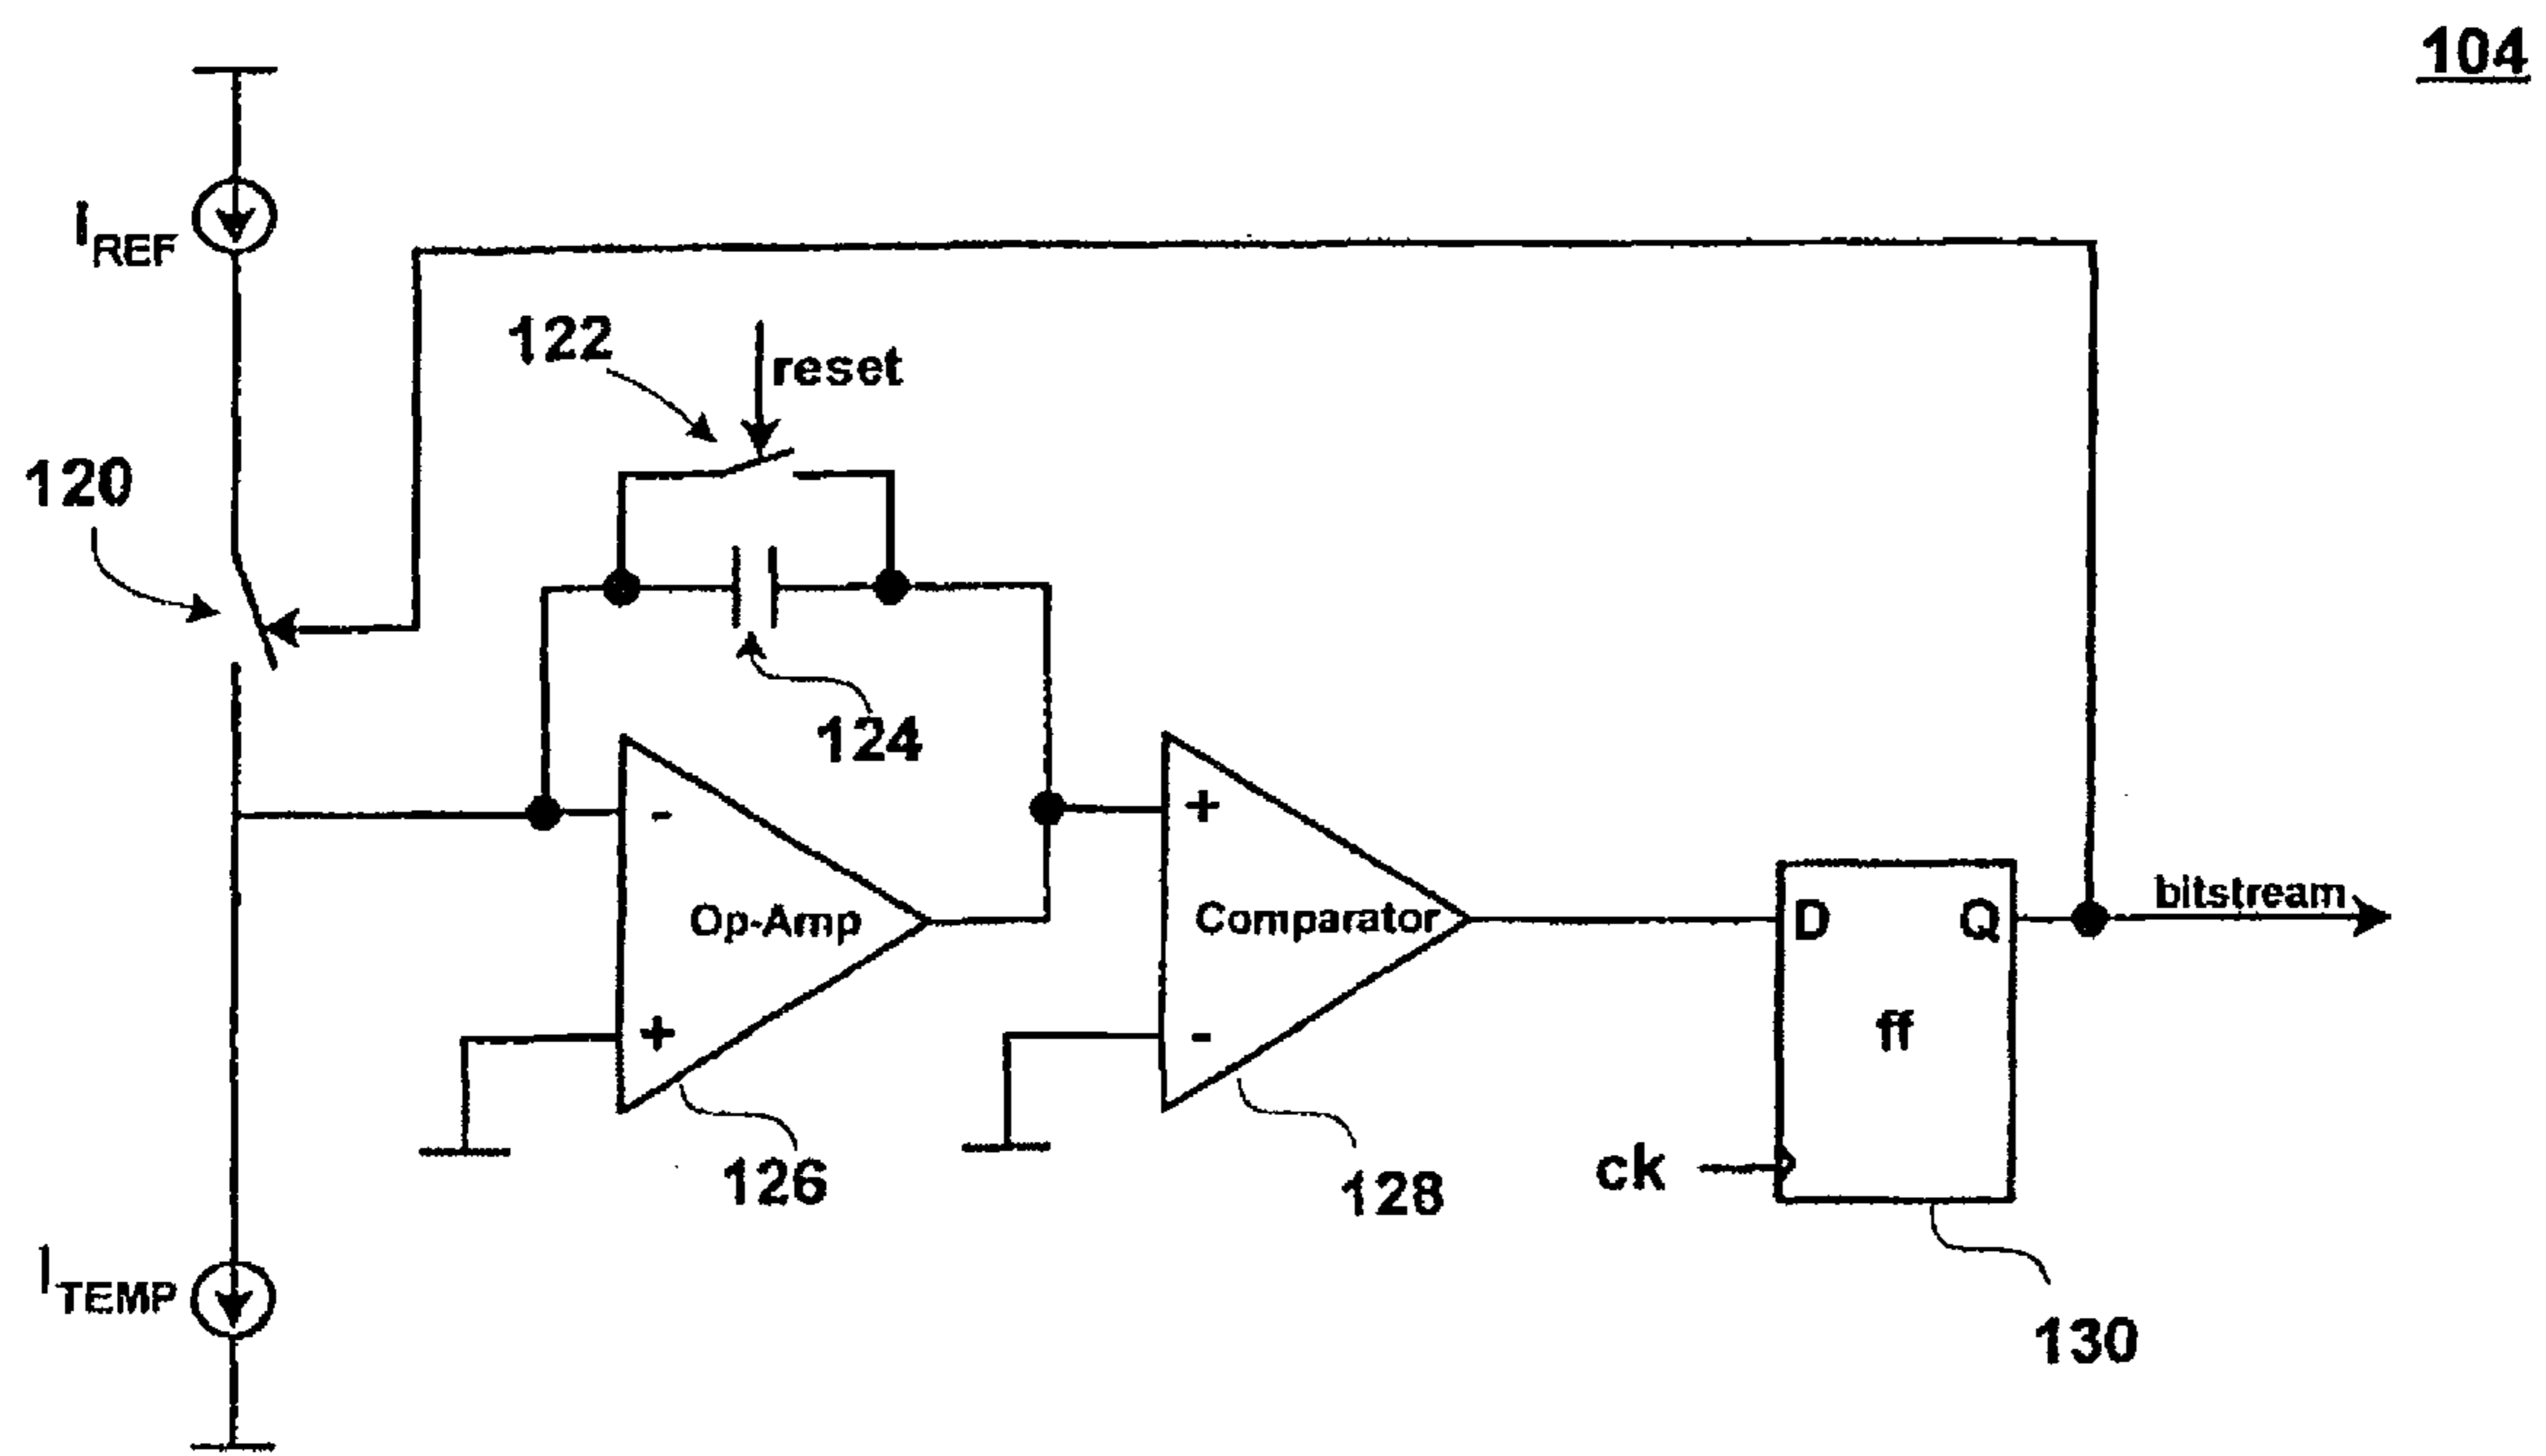 104
IREF
122
reset
120
124
-
+
Op-Amp
Comparator
D
Q
bitstream
+
-
ff
126
128
ck
ITEMP
130